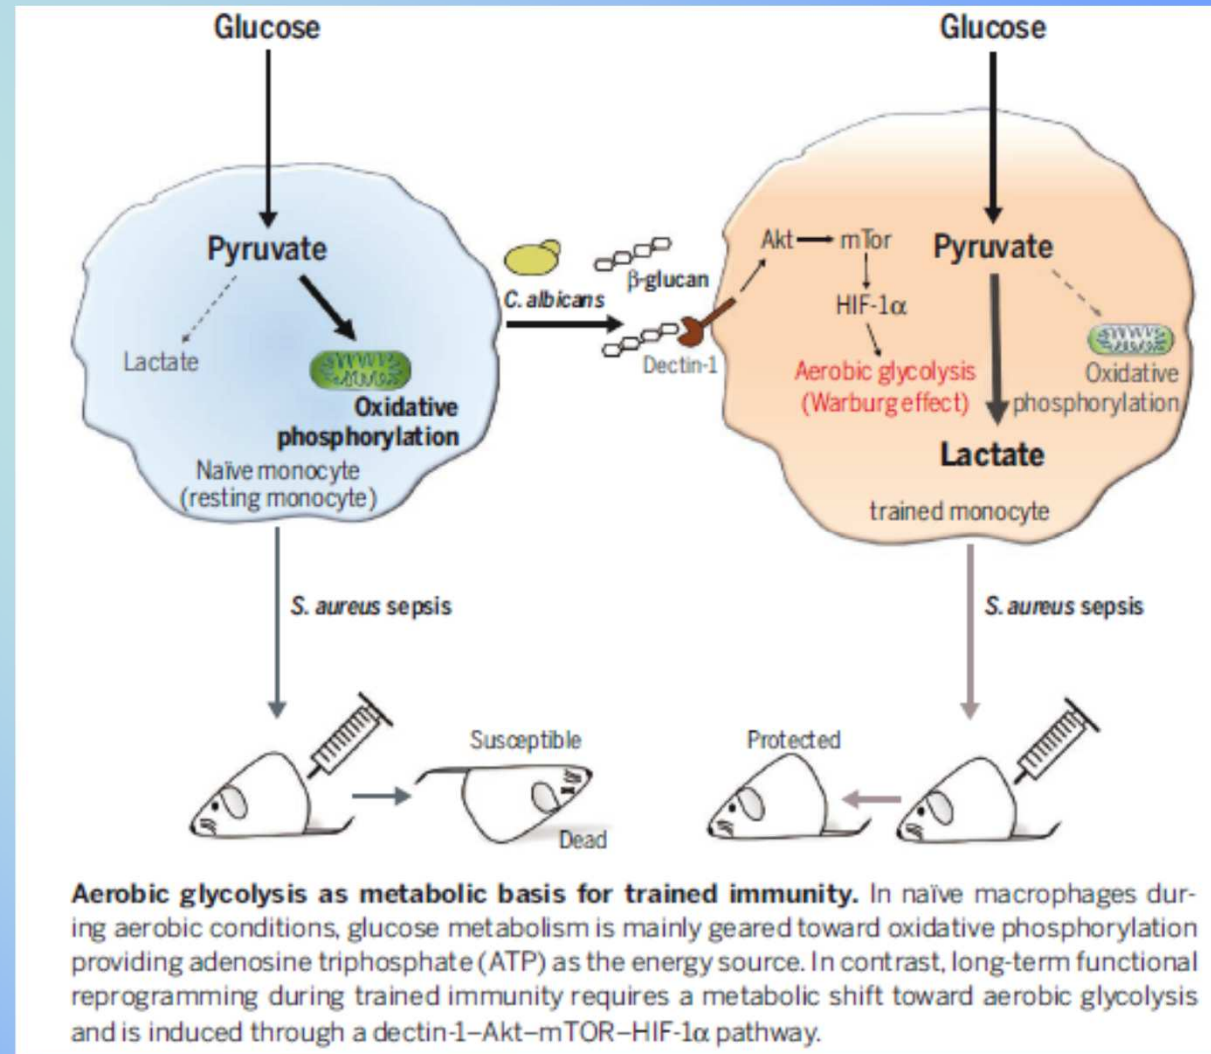 Glucose
Pyruvate
Lactate
Oxidative
phosphorylation
Naïve monocyte
(resting monocyte)
C. albicans
β-glucan
Dectin-1
Glucose
Akt
mTor
Pyruvate
HIF-1α
Aerobic glycolysis
(Warburg effect)
Oxidative
phosphorylation
Lactate
trained monocyte
S. aureus sepsis
S. aureus sepsis
Susceptible
Dead
Protected
Aerobic glycolysis as metabolic basis for trained immunity. In naïve macrophages dur-
ing aerobic conditions, glucose metabolism is mainly geared toward oxidative phosphorylation
providing adenosine triphosphate (ATP) as the energy source. In contrast, long-term functional
reprogramming during trained immunity requires a metabolic shift toward aerobic glycolysis
and is induced through a dectin-1–Akt–mTOR–HIF-1α pathway.